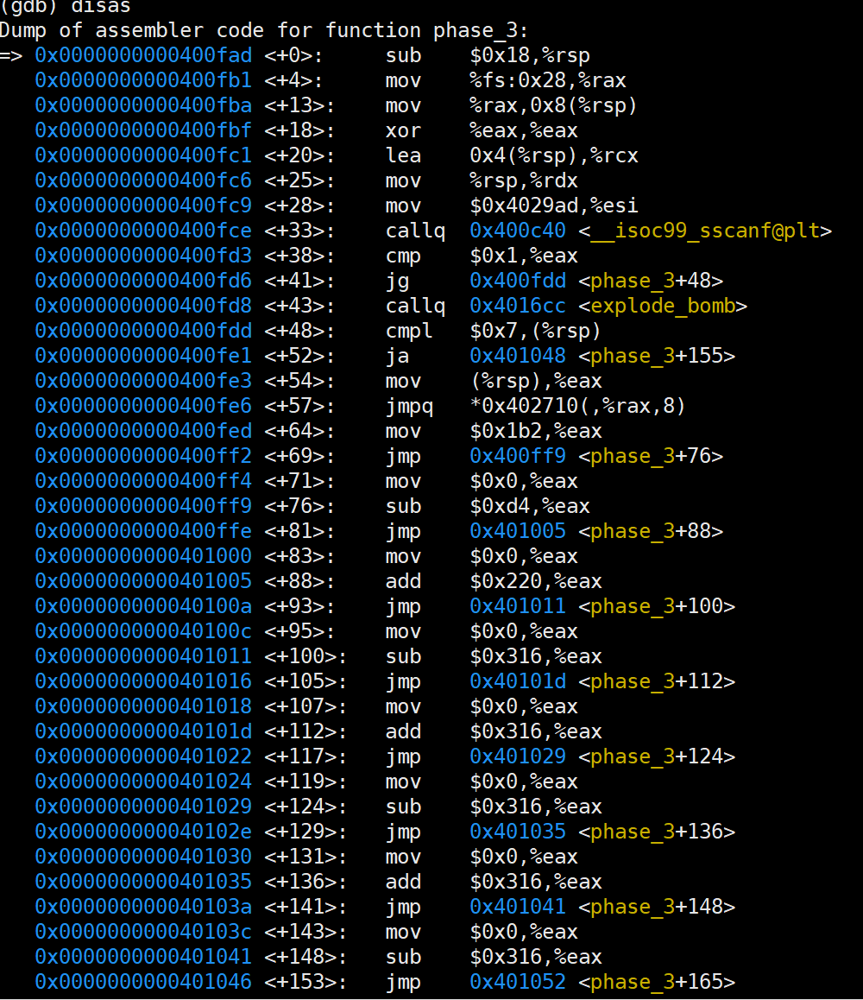 (gdb) disas
Dump of assembler code for function phase_3:
=> 0x0000000000400fad <+0>:     sub    $0x18,%rsp
   0x0000000000400fb1 <+4>:     mov    %fs:0x28,%rax
   0x0000000000400fba <+13>:    mov    %rax,0x8(%rsp)
   0x0000000000400fbf <+18>:    xor    %eax,%eax
   0x0000000000400fc1 <+20>:    lea    0x4(%rsp),%rcx
   0x0000000000400fc6 <+25>:    mov    %rsp,%rdx
   0x0000000000400fc9 <+28>:    mov    $0x4029ad,%esi
   0x0000000000400fce <+33>:    callq  0x400c40 <__isoc99_sscanf@plt>
   0x0000000000400fd3 <+38>:    cmp    $0x1,%eax
   0x0000000000400fd6 <+41>:    jg     0x400fdd <phase_3+48>
   0x0000000000400fd8 <+43>:    callq  0x4016cc <explode_bomb>
   0x0000000000400fdd <+48>:    cmpl   $0x7,(%rsp)
   0x0000000000400fe1 <+52>:    ja     0x401048 <phase_3+155>
   0x0000000000400fe3 <+54>:    mov    (%rsp),%eax
   0x0000000000400fe6 <+57>:    jmpq   *0x402710(,%rax,8)
   0x0000000000400fed <+64>:    mov    $0x1b2,%eax
   0x0000000000400ff2 <+69>:    jmp    0x400ff9 <phase_3+76>
   0x0000000000400ff4 <+71>:    mov    $0x0,%eax
   0x0000000000400ff9 <+76>:    sub    $0xd4,%eax
   0x0000000000400ffe <+81>:    jmp    0x401005 <phase_3+88>
   0x0000000000401000 <+83>:    mov    $0x0,%eax
   0x0000000000401005 <+88>:    add    $0x220,%eax
   0x000000000040100a <+93>:    jmp    0x401011 <phase_3+100>
   0x000000000040100c <+95>:    mov    $0x0,%eax
   0x0000000000401011 <+100>:   sub    $0x316,%eax
   0x0000000000401016 <+105>:   jmp    0x40101d <phase_3+112>
   0x0000000000401018 <+107>:   mov    $0x0,%eax
   0x000000000040101d <+112>:   add    $0x316,%eax
   0x0000000000401022 <+117>:   jmp    0x401029 <phase_3+124>
   0x0000000000401024 <+119>:   mov    $0x0,%eax
   0x0000000000401029 <+124>:   sub    $0x316,%eax
   0x000000000040102e <+129>:   jmp    0x401035 <phase_3+136>
   0x0000000000401030 <+131>:   mov    $0x0,%eax
   0x0000000000401035 <+136>:   add    $0x316,%eax
   0x000000000040103a <+141>:   jmp    0x401041 <phase_3+148>
   0x000000000040103c <+143>:   mov    $0x0,%eax
   0x0000000000401041 <+148>:   sub    $0x316,%eax
   0x0000000000401046 <+153>:   jmp    0x401052 <phase_3+165>